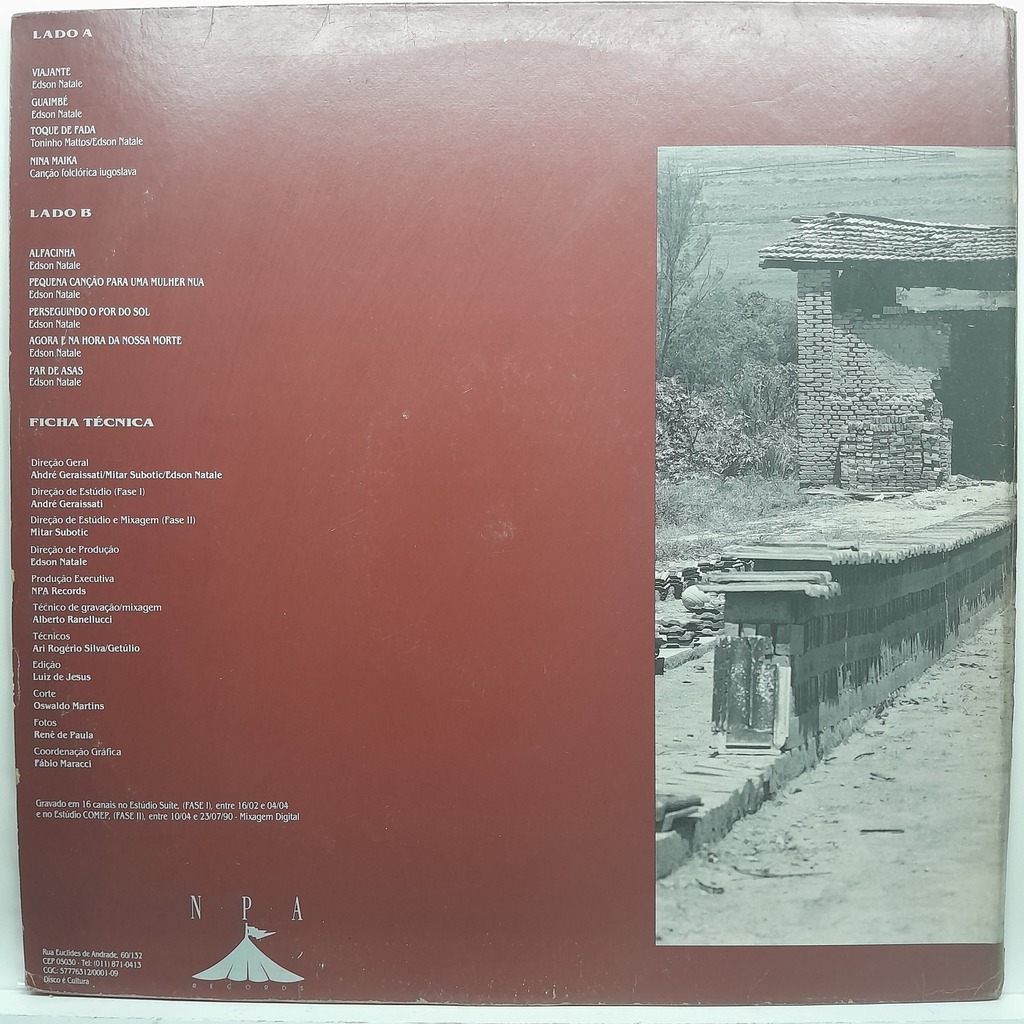 LADO A
VIAJANTE
Edson Natale
GUAIMBÉ
Edson Natale
TOQUE DE FADA
Toninho Mattos/Edson Natale
NINA MAIKA
Canção folclórica iugoslava
LADO B
ALFACINHA
Edson Natale
PEQUENA CANÇÃO PARA UMA MULHER NUA
Edson Natale
PERSEGUINDO O POR DO SOL
Edson Natale
AGORA E NA HORA DA NOSSA MORTE
Edson Natale
PAR DE ASAS
Edson Natale
FICHA TÉCNICA
Direção Geral
André Geraissati/Mitar Subotic/Edson Natale
Direção de Estúdio (Fase I)
André Geraissati
Direção de Estúdio e Mixagem (Fase II)
Mitar Subotic
Direção de Produção
Edson Natale
Produção Executiva
NPA Records
Técnico de gravação/mixagem
Alberto Ranellucci
Técnicos
Ari Rogério Silva/Getúlio
Edição
Luiz de Jesus
Corte
Oswaldo Martins
Fotos
Renê de Paula
Coordenação Gráfica
Fábio Maracci
Gravado em 16 canais no Estúdio Suíte, (FASE I), entre 16/02 e 04/04
e no Estúdio COMEP, (FASE II), entre 10/04 e 23/07/90 - Mixagem Digital
NPA
RECORDS
Rua Euclides de Andrade, 60/132
CEP 05030 - Tel: (011) 871-0413
CGC: 57776312/0001-09
Disco é Cultura